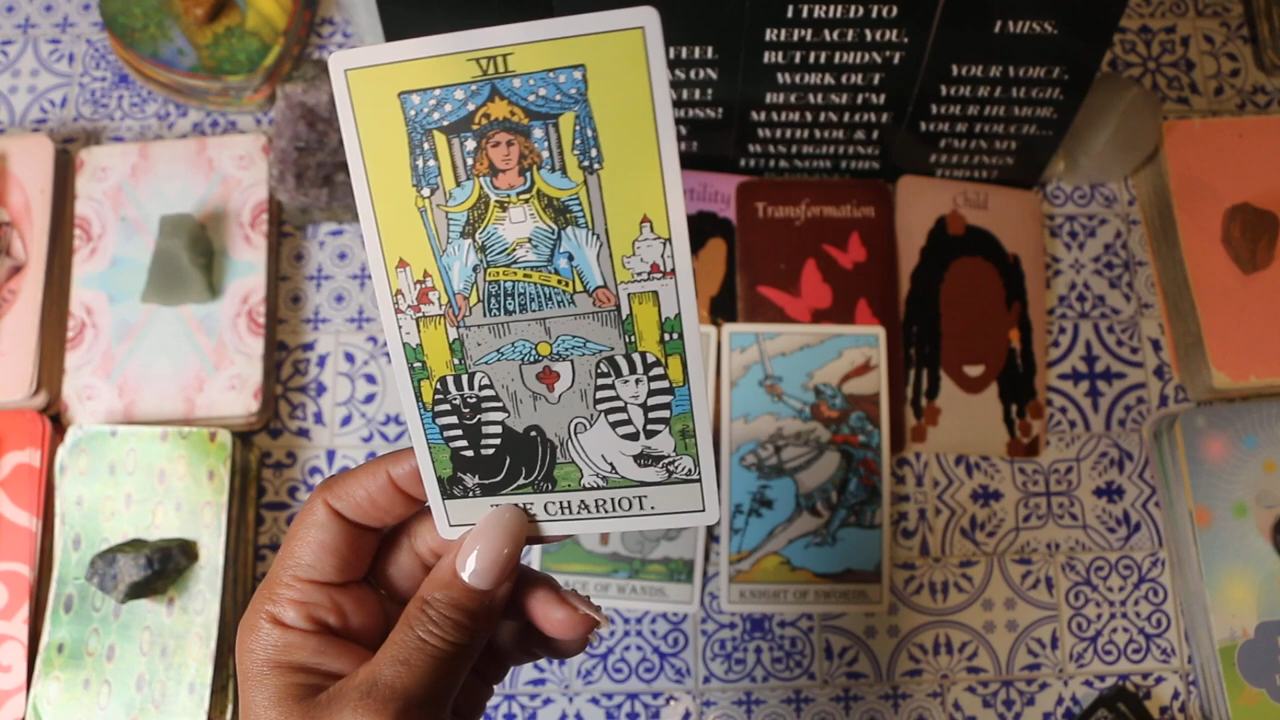 VII
THE CHARIOT.
FEEL
I TRIED TO
REPLACE YOU,
BUT IT DIDN'T
WORK OUT
BECAUSE I'M
MADLY IN LOVE
WITH YOU & I
WAS FIGHTING
IT! I KNOW THIS
I MISS.
YOUR VOICE,
YOUR LAUGH,
YOUR HUMOR,
YOUR TOUCH...
I'M IN MY
FEELINGS
TODAY?
Transformation
Child
ACE OF WANDS.
KNIGHT OF SWORDS.